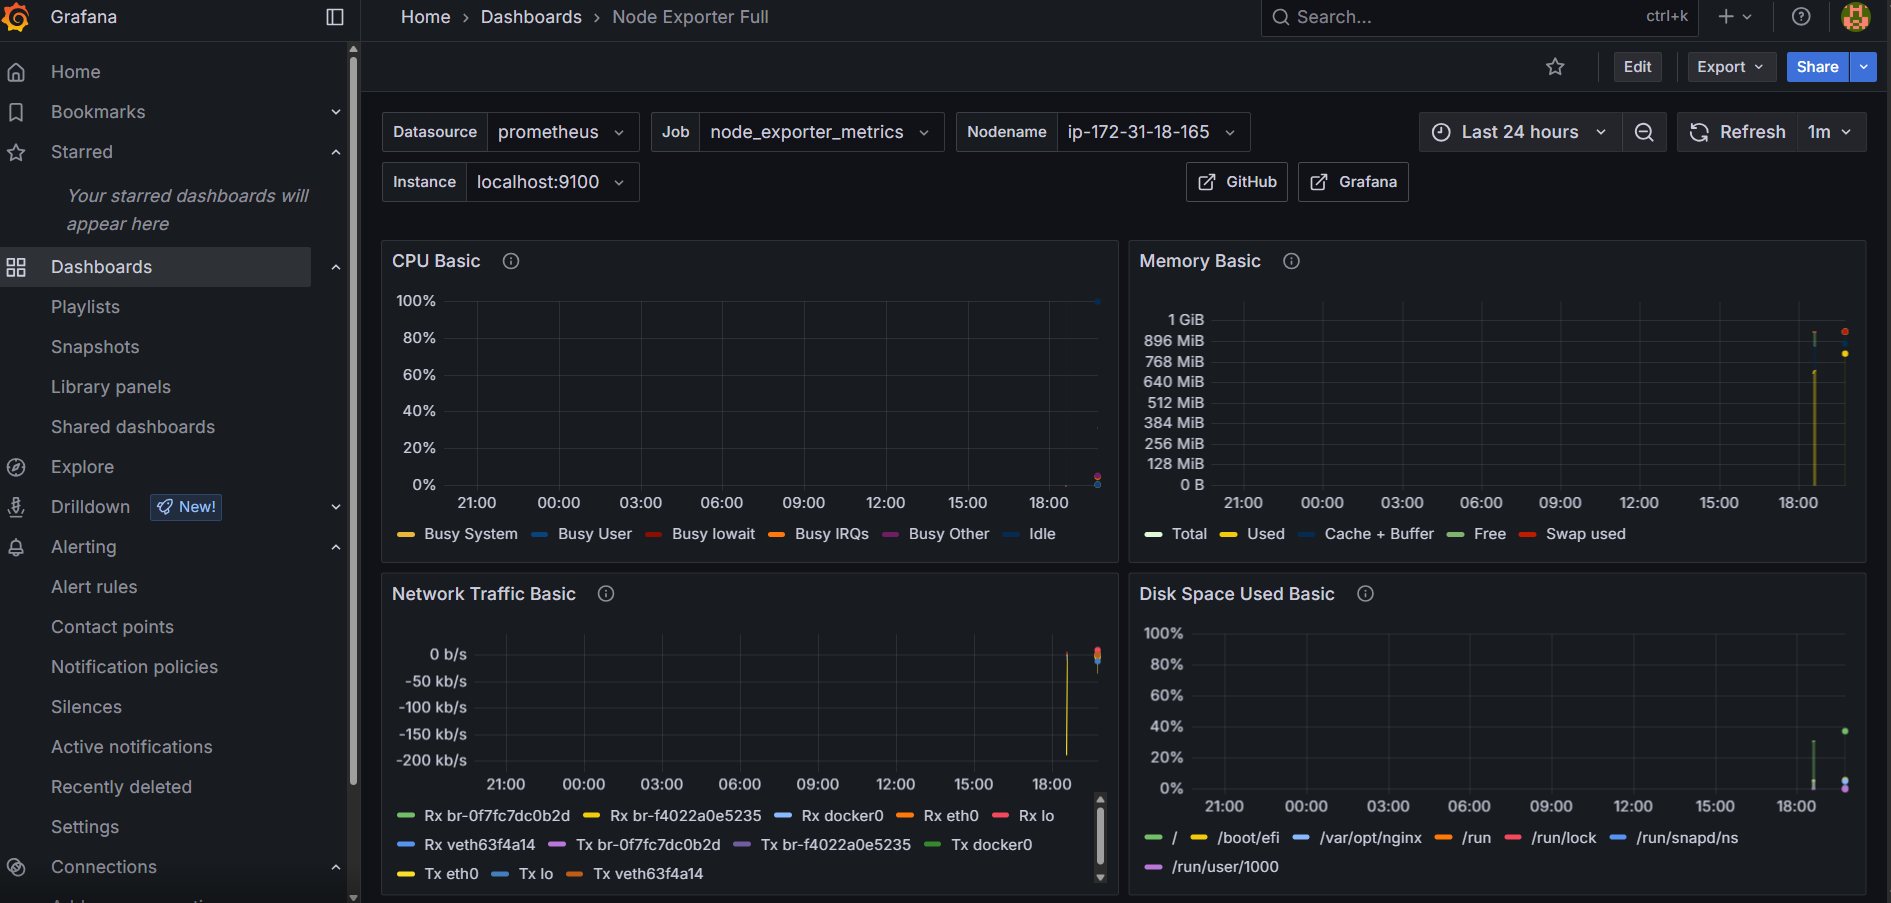 Grafana
Home › Dashboards › Node Exporter Full
Search... ctrl+k
Home
Bookmarks
Starred
Your starred dashboards will
appear here
Dashboards
Playlists
Snapshots
Library panels
Shared dashboards
Explore
Drilldown New!
Alerting
Alert rules
Contact points
Notification policies
Silences
Active notifications
Recently deleted
Settings
Connections
Edit Export Share
Datasource prometheus Job node_exporter_metrics Nodename ip-172-31-18-165 Last 24 hours Refresh 1m
Instance localhost:9100 GitHub Grafana
CPU Basic
100%
80%
60%
40%
20%
0%
21:00 00:00 03:00 06:00 09:00 12:00 15:00 18:00
Busy System Busy User Busy Iowait Busy IRQs Busy Other Idle
Memory Basic
1 GiB
896 MiB
768 MiB
640 MiB
512 MiB
384 MiB
256 MiB
128 MiB
0 B
21:00 00:00 03:00 06:00 09:00 12:00 15:00 18:00
Total Used Cache + Buffer Free Swap used
Network Traffic Basic
0 b/s
-50 kb/s
-100 kb/s
-150 kb/s
-200 kb/s
21:00 00:00 03:00 06:00 09:00 12:00 15:00 18:00
Rx br-0f7fc7dc0b2d Rx br-f4022a0e5235 Rx docker0 Rx eth0 Rx lo
Rx veth63f4a14 Tx br-0f7fc7dc0b2d Tx br-f4022a0e5235 Tx docker0
Tx eth0 Tx lo Tx veth63f4a14
Disk Space Used Basic
100%
80%
60%
40%
20%
0%
21:00 00:00 03:00 06:00 09:00 12:00 15:00 18:00
/ /boot/efi /var/opt/nginx /run /run/lock /run/snapd/ns
/run/user/1000